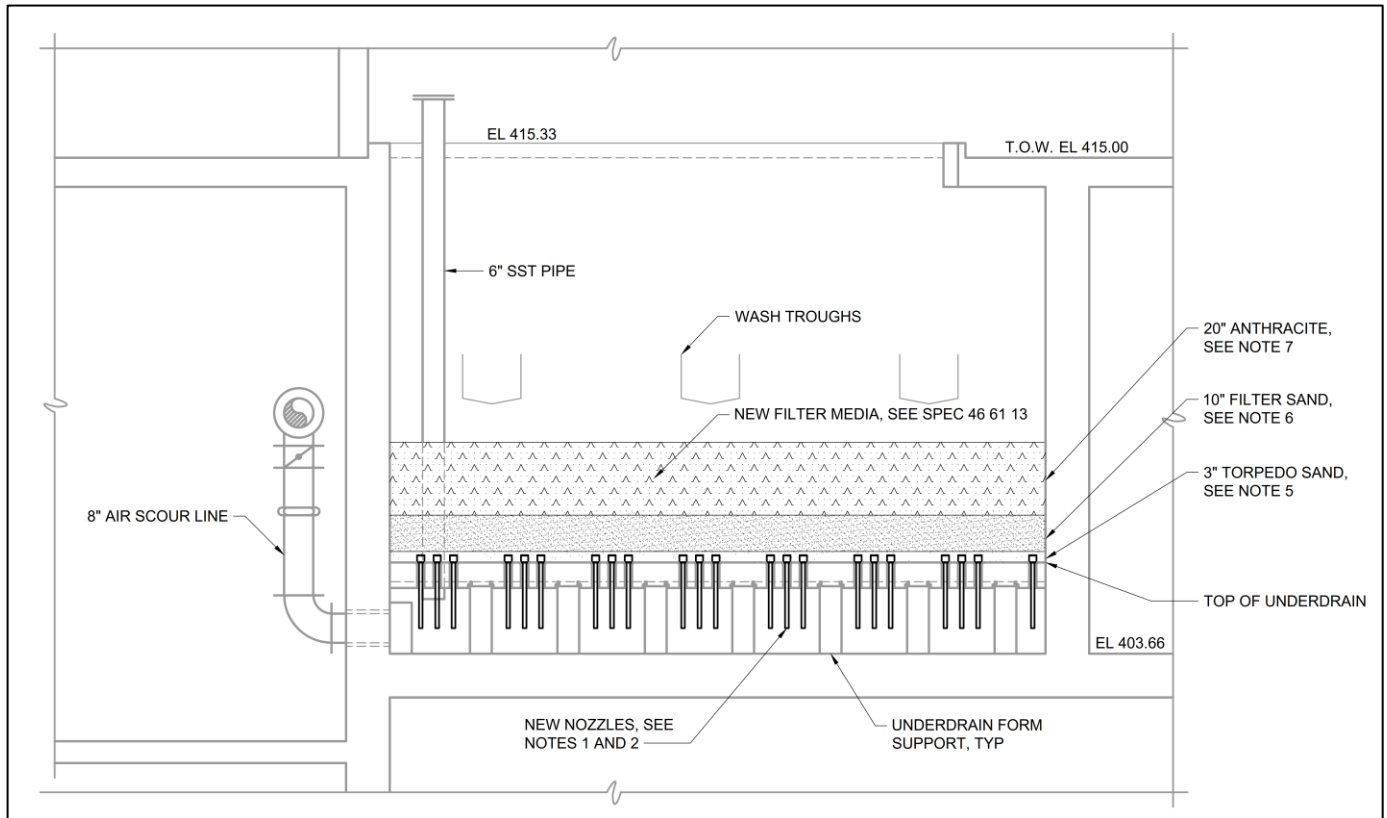 EL 415.33
T.O.W. EL 415.00
6" SST PIPE
WASH TROUGHS
20" ANTHRACITE,
SEE NOTE 7
10" FILTER SAND,
SEE NOTE 6
NEW FILTER MEDIA, SEE SPEC 46 61 13
3" TORPEDO SAND,
SEE NOTE 5
8" AIR SCOUR LINE
TOP OF UNDERDRAIN
EL 403.66
NEW NOZZLES, SEE
NOTES 1 AND 2
UNDERDRAIN FORM
SUPPORT, TYP